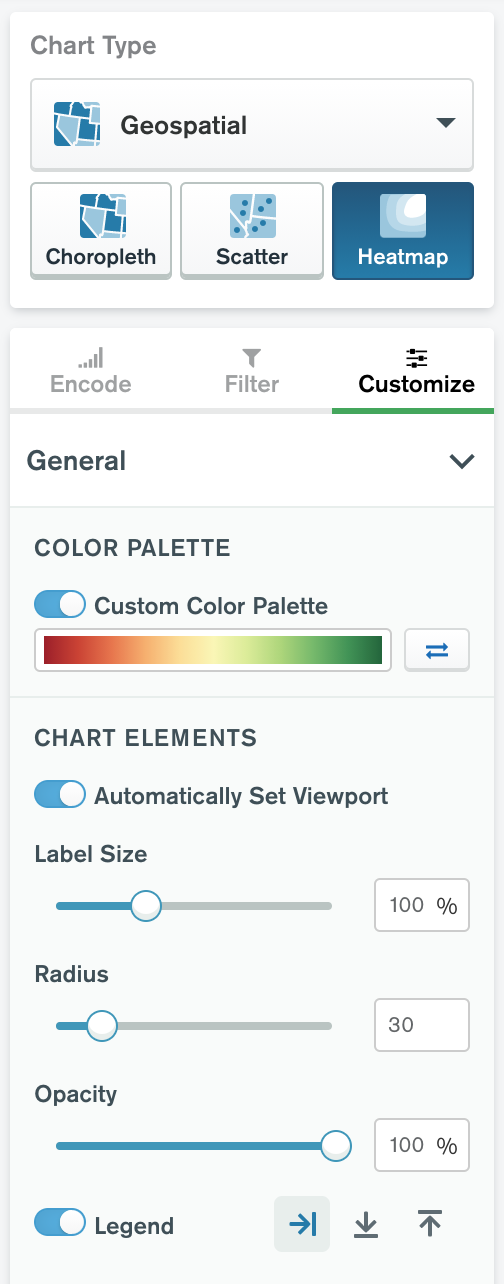 Chart Type
Geospatial
Choropleth Scatter Heatmap
Encode Filter Customize
General
COLOR PALETTE
Custom Color Palette
CHART ELEMENTS
Automatically Set Viewport
Label Size
100 %
Radius
30
Opacity
100 %
Legend